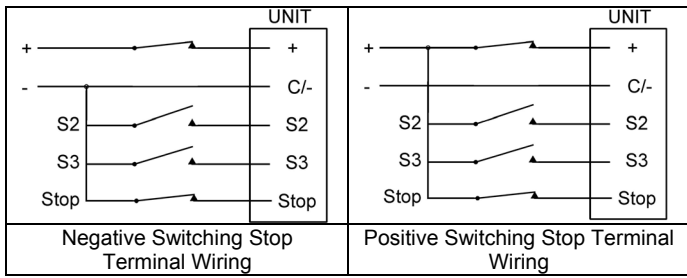 UNIT
+ +
- C/-
S2 S2
S3 S3
Stop Stop
Negative Switching Stop
Terminal Wiring
UNIT
+ +
- C/-
S2 S2
S3 S3
Stop Stop
Positive Switching Stop Terminal
Wiring